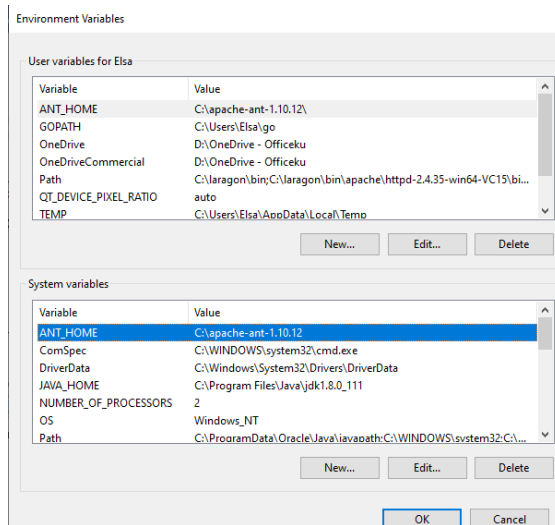 Environment Variables
User variables for Elsa
Variable Value
ANT_HOME C:\apache-ant-1.10.12\
GOPATH C:\Users\Elsa\go
OneDrive D:\OneDrive - Officeku
OneDriveCommercial D:\OneDrive - Officeku
Path C:\laragon\bin;C:\laragon\bin\apache\httpd-2.4.35-win64-VC15\bi...
QT_DEVICE_PIXEL_RATIO auto
TEMP C:\Users\Elsa\AppData\Local\Temp
New... Edit... Delete
System variables
Variable Value
ANT_HOME C:\apache-ant-1.10.12
ComSpec C:\WINDOWS\system32\cmd.exe
DriverData C:\Windows\System32\Drivers\DriverData
JAVA_HOME C:\Program Files\Java\jdk1.8.0_111
NUMBER_OF_PROCESSORS 2
OS Windows_NT
Path C:\ProgramData\Oracle\Java\javapath;C:\WINDOWS\system32;C:\...
New... Edit... Delete
OK Cancel